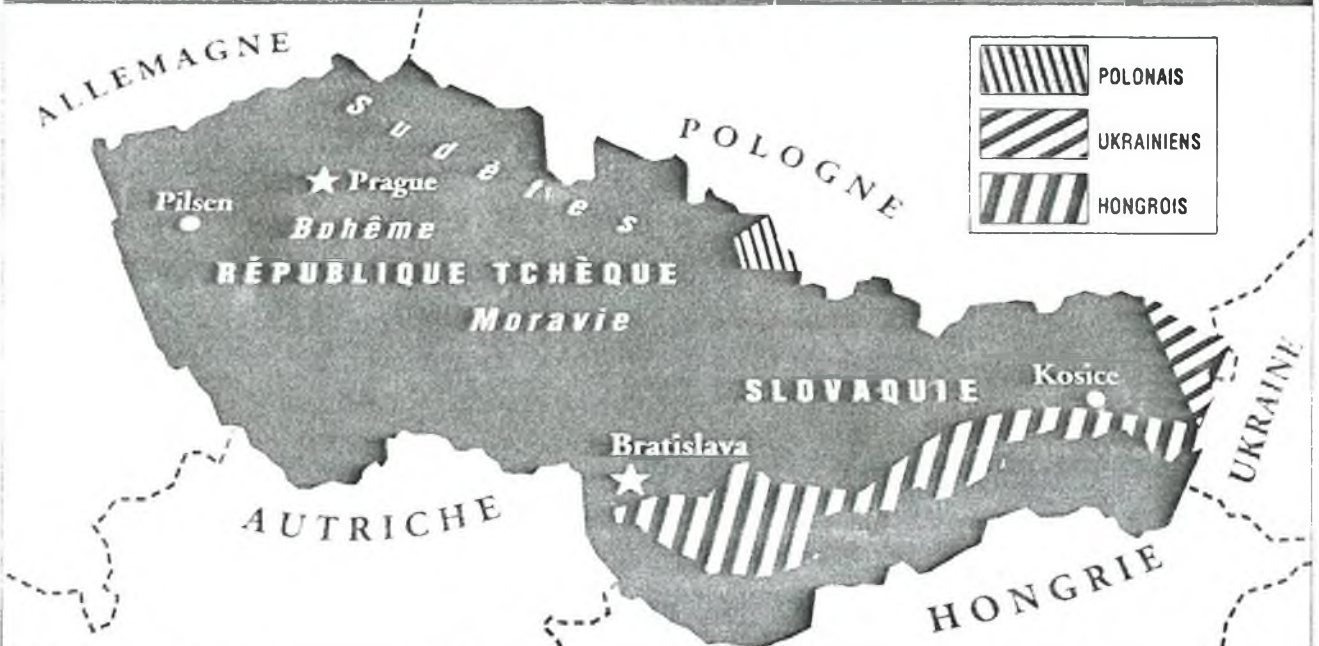 ALLEMAGNE
POLOGNE
POLONAIS
UKRAINIENS
HONGROIS
Sudètes
Prague
Pilsen
Bohême
RÉPUBLIQUE TCHÈQUE
Moravie
SLOVAQUIE
Kosice
UKRAINE
Bratislava
AUTRICHE
HONGRIE